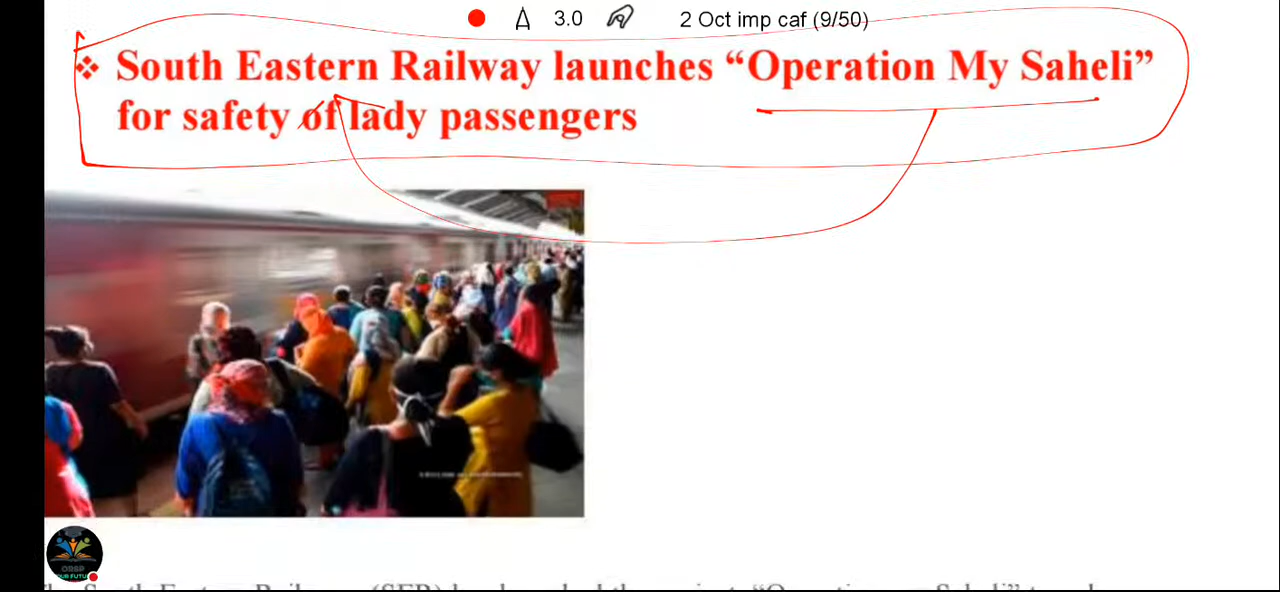 3.0 2 Oct imp caf (9/50)
❖ South Eastern Railway launches “Operation My Saheli”
for safety of lady passengers